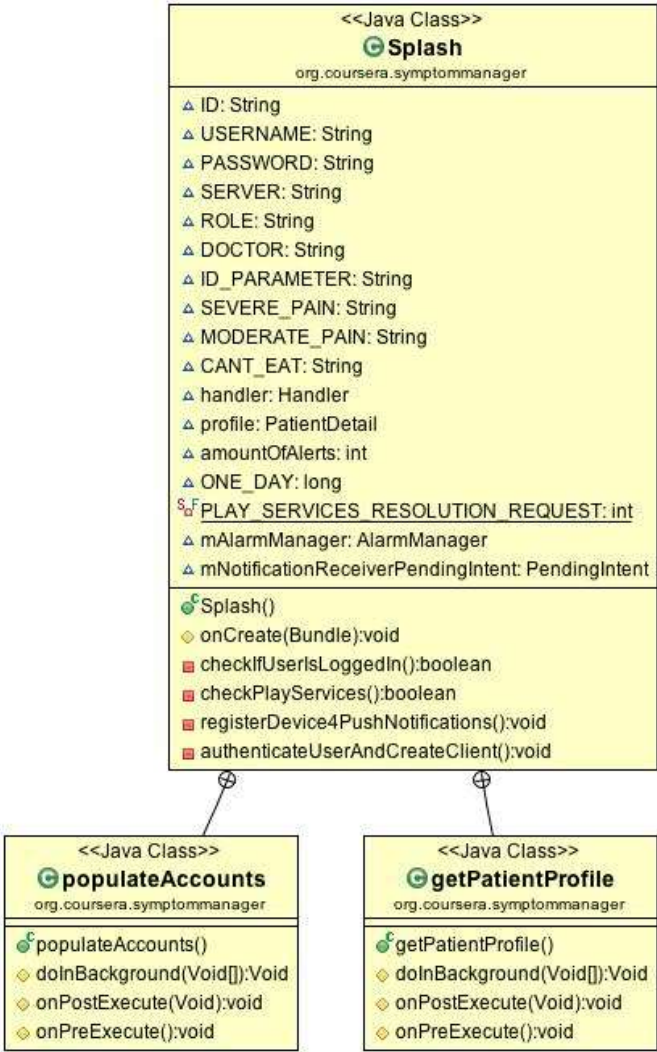 <<Java Class>>
Splash
org.coursera.symptommanager
ID: String
USERNAME: String
PASSWORD: String
SERVER: String
ROLE: String
DOCTOR: String
ID_PARAMETER: String
SEVERE_PAIN: String
MODERATE_PAIN: String
CANT_EAT: String
handler: Handler
profile: PatientDetail
amountOfAlerts: int
ONE_DAY: long
PLAY_SERVICES_RESOLUTION_REQUEST: int
mAlarmManager: AlarmManager
mNotificationReceiverPendingIntent: PendingIntent
Splash()
onCreate(Bundle):void
checkIfUserIsLoggedIn():boolean
checkPlayServices():boolean
registerDevice4PushNotifications():void
authenticateUserAndCreateClient():void
<<Java Class>>
populateAccounts
org.coursera.symptommanager
populateAccounts()
doInBackground(Void[]):Void
onPostExecute(Void):void
onPreExecute():void
<<Java Class>>
getPatientProfile
org.coursera.symptommanager
getPatientProfile()
doInBackground(Void[]):Void
onPostExecute(Void):void
onPreExecute():void